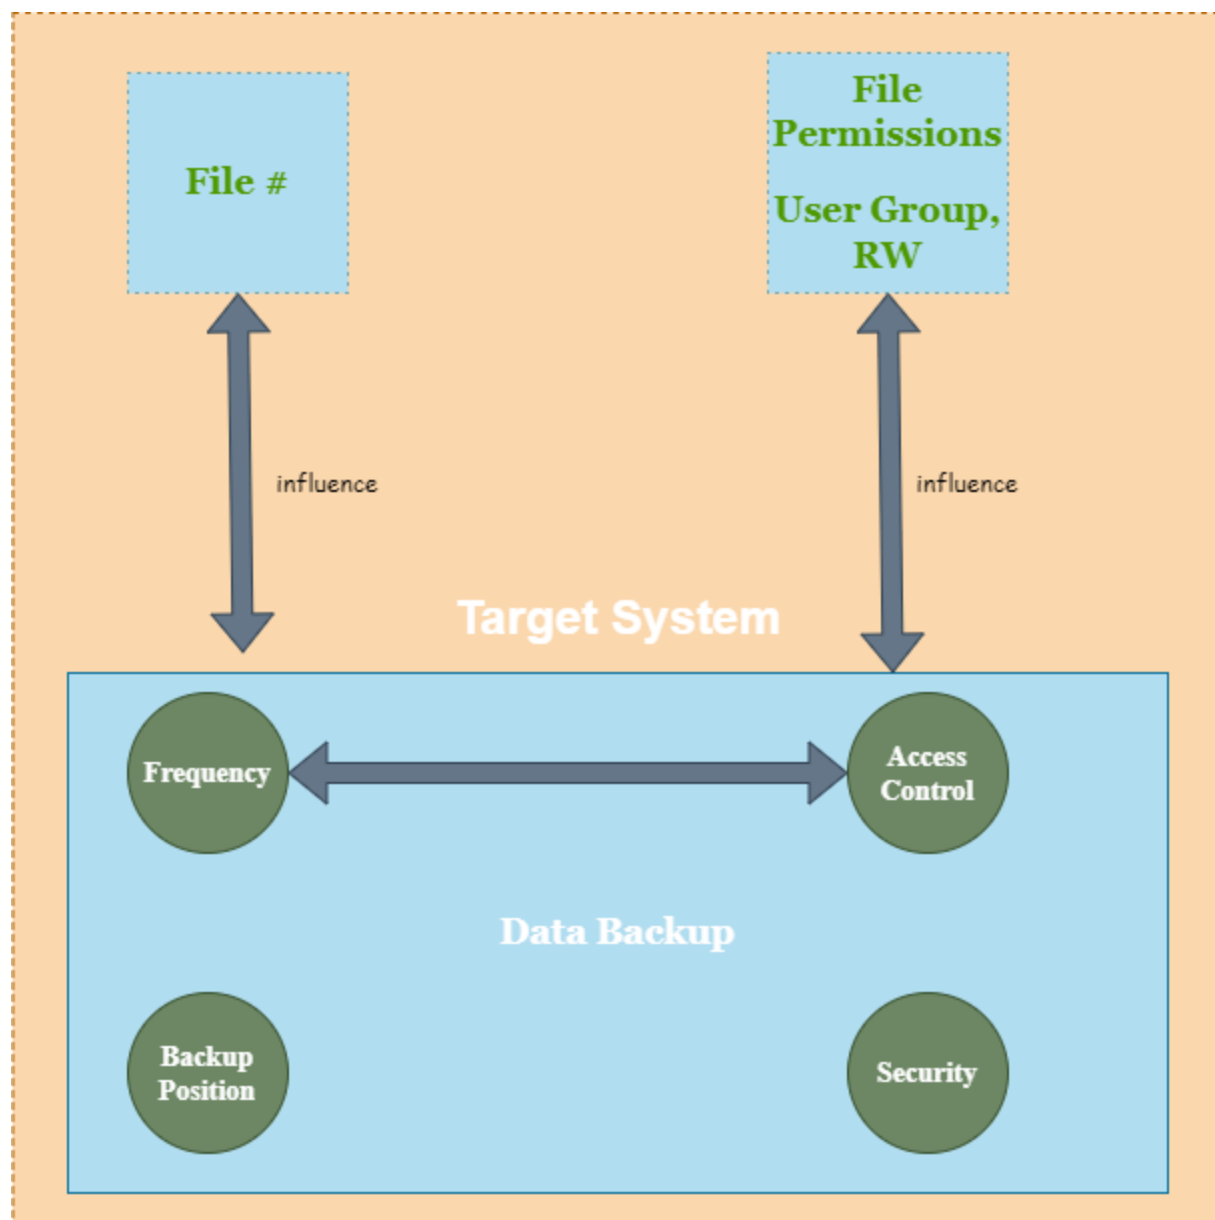 File #
File
Permissions
User Group,
RW
influence
influence
Target System
Frequency
Access
Control
Data Backup
Backup
Position
Security